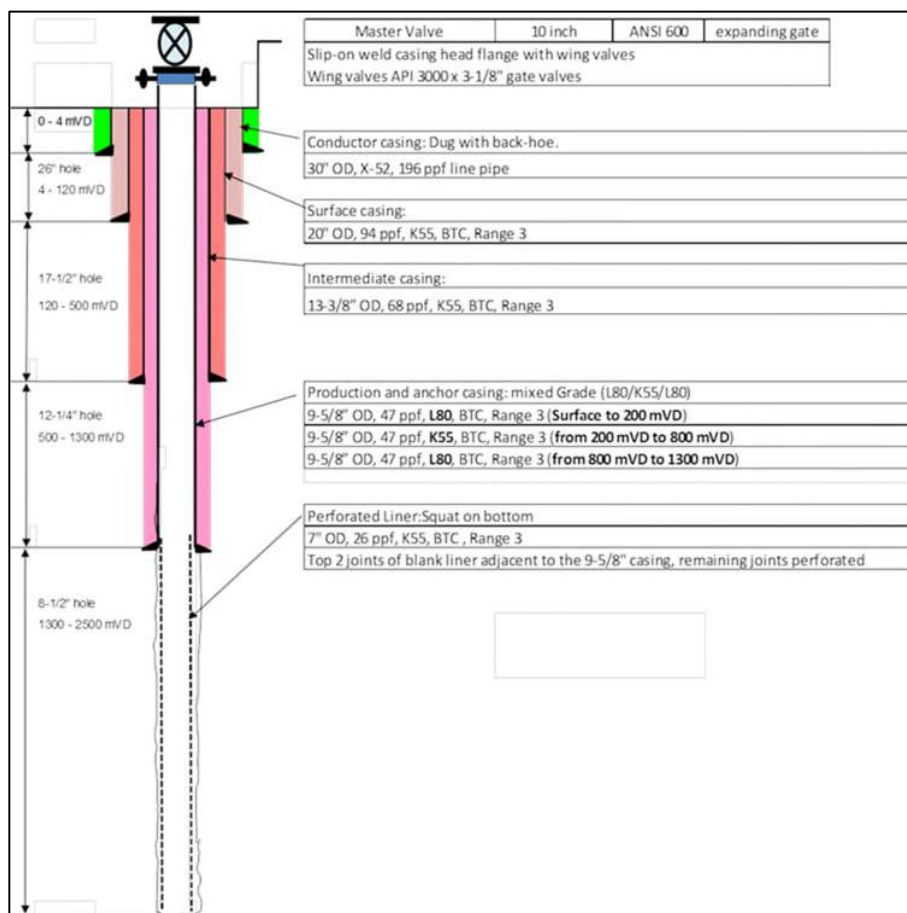 Master Valve 10 inch ANSI 600 expanding gate
Slip-on weld casing head flange with wing valves
Wing valves API 3000 x 3-1/8" gate valves
0 - 4 mVD
Conductor casing: Dug with back-hoe.
30" OD, X-52, 196 ppf line pipe
26" hole
4 - 120 mVD
Surface casing:
20" OD, 94 ppf, K55, BTC, Range 3
17-1/2" hole
120 - 500 mVD
Intermediate casing:
13-3/8" OD, 68 ppf, K55, BTC, Range 3
12-1/4" hole
500 - 1300 mVD
Production and anchor casing: mixed Grade (L80/K55/L80)
9-5/8" OD, 47 ppf, L80, BTC, Range 3 (Surface to 200 mVD)
9-5/8" OD, 47 ppf, K55, BTC, Range 3 (from 200 mVD to 800 mVD)
9-5/8" OD, 47 ppf, L80, BTC, Range 3 (from 800 mVD to 1300 mVD)
Perforated Liner:Squat on bottom
7" OD, 26 ppf, K55, BTC , Range 3
Top 2 joints of blank liner adjacent to the 9-5/8" casing, remaining joints perforated
8-1/2" hole
1300 - 2500 mVD